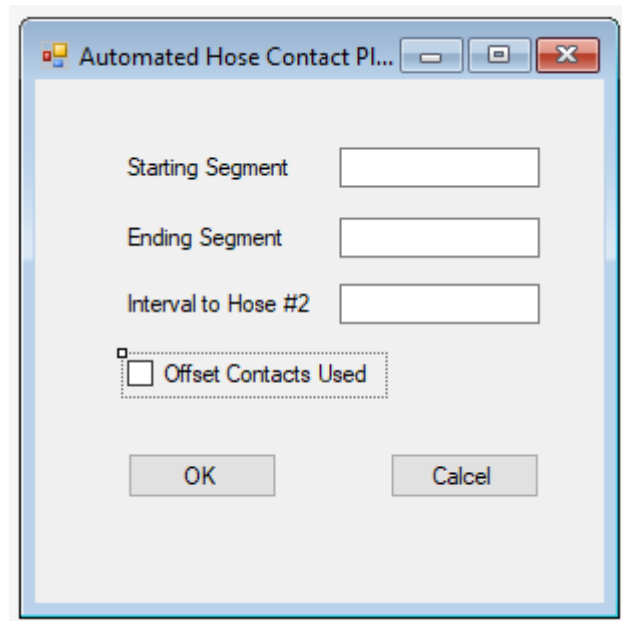 Automated Hose Contact Pl...
Starting Segment
Ending Segment
Interval to Hose #2
Offset Contacts Used
OK
Calcel